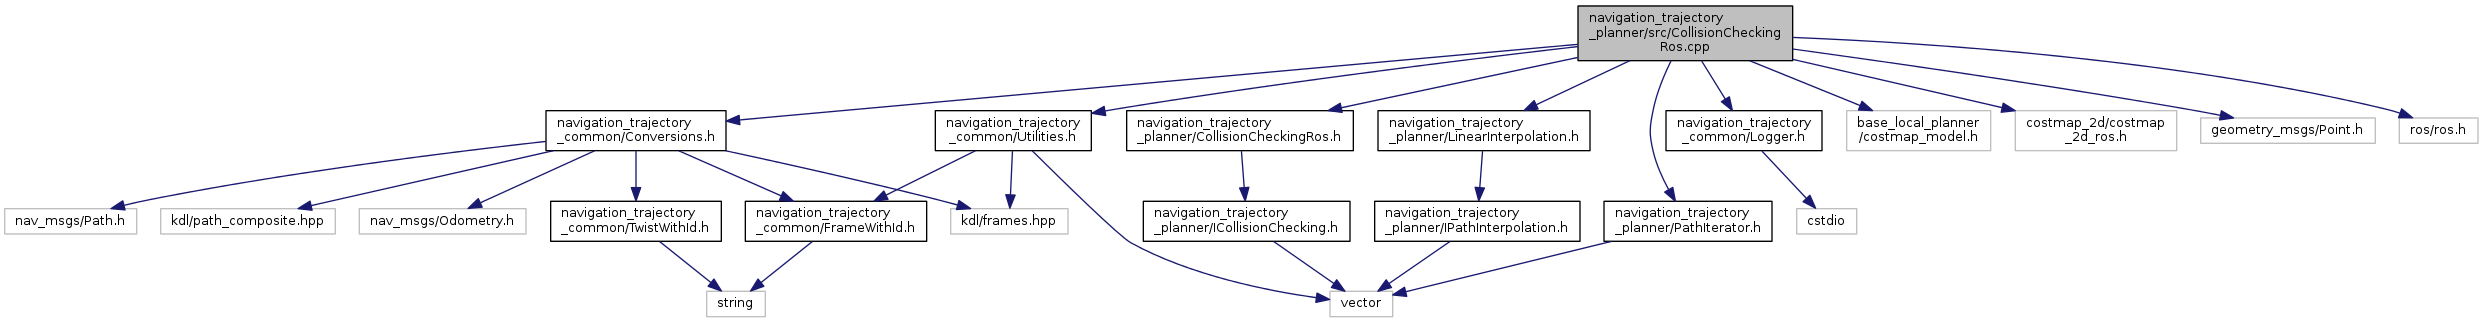 navigation_trajectory
_planner/src/CollisionChecking
Ros.cpp
navigation_trajectory
_common/Conversions.h
navigation_trajectory
_common/Utilities.h
navigation_trajectory
_planner/CollisionCheckingRos.h
navigation_trajectory
_planner/LinearInterpolation.h
navigation_trajectory
_common/Logger.h
base_local_planner
/costmap_model.h
costmap_2d/costmap
_2d_ros.h
geometry_msgs/Point.h
ros/ros.h
nav_msgs/Path.h
kdl/path_composite.hpp
nav_msgs/Odometry.h
navigation_trajectory
_common/TwistWithId.h
navigation_trajectory
_common/FrameWithId.h
kdl/frames.hpp
navigation_trajectory
_planner/ICollisionChecking.h
navigation_trajectory
_planner/IPathInterpolation.h
navigation_trajectory
_planner/PathIterator.h
cstdio
string
vector